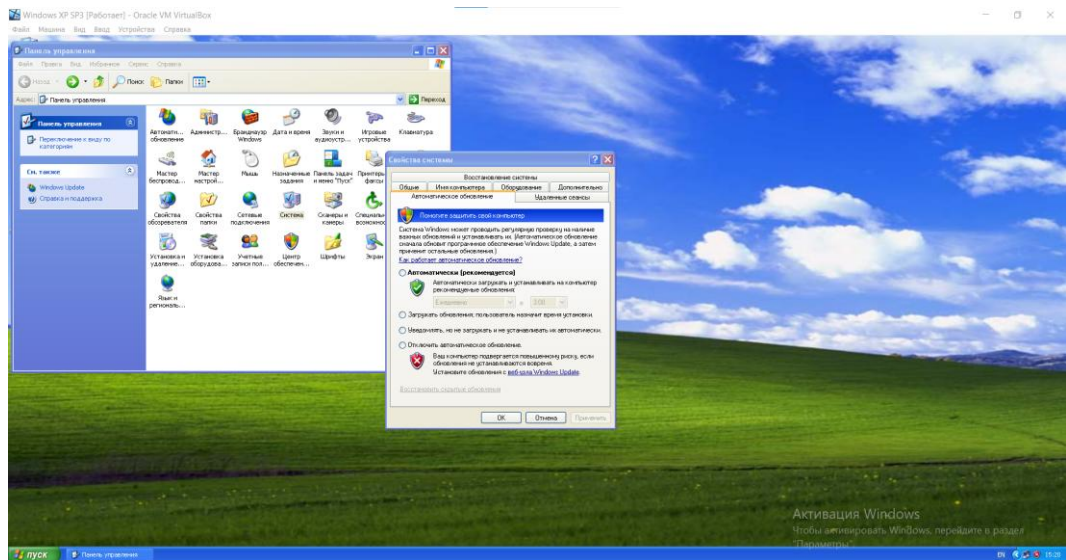 Windows XP SP3 [Работает] - Oracle VM VirtualBox
Файл Машина Вид Ввод Устройства Справка
Панель управления
Файл Правка Вид Избранное Сервис Справка
Назад Поиск Папки
Адрес: Панель управления Переход
Панель управления
Переключение к виду по
категориям
См. также
Windows Update
Справка и поддержка
Автомати... Администр... Брандмауэр Дата и время Звуки и Игровые Клавиатура
обновление Windows аудиоустр... устройства
Мастер Мастер Мышь Назначенные Панель задач Принтеры
беспровод... настрой... задания и меню "Пуск" факсы
Свойства Свойства Сетевые Система Сканеры и
обозревателя папки подключения камеры
Установка и Установка Учетные Центр Шрифты Экран
удаление... оборудова... записи пол... обеспечен...
Язык и
региональ...
Свойства системы
Восстановление системы
Общие Имя компьютера Оборудование Дополнительно
Автоматическое обновление Удаленные сеансы
Помогите защитить свой компьютер
Система Windows может проводить регулярную проверку на наличие
важных обновлений и устанавливать их. (Автоматическое обновление
сначала обновит программное обеспечение Windows Update, а затем
применит остальные обновления.)
Как работает автоматическое обновление?
Автоматически (рекомендуется)
Автоматически загружать и устанавливать на компьютер
рекомендуемые обновления:
Ежедневно в 3:00
Загружать обновления; пользователь назначит время установки.
Уведомлять, но не загружать и не устанавливать их автоматически.
Отключить автоматическое обновление.
Ваш компьютер подвергается повышенному риску, если
обновления не устанавливаются вовремя.
Установите обновления с веб-узла Windows Update.
Восстановить скрытые обновления
OK Отмена Применить
Активация Windows
Чтобы активировать Windows, перейдите в раздел
"Параметры".
пуск Панель управления EN 15:28